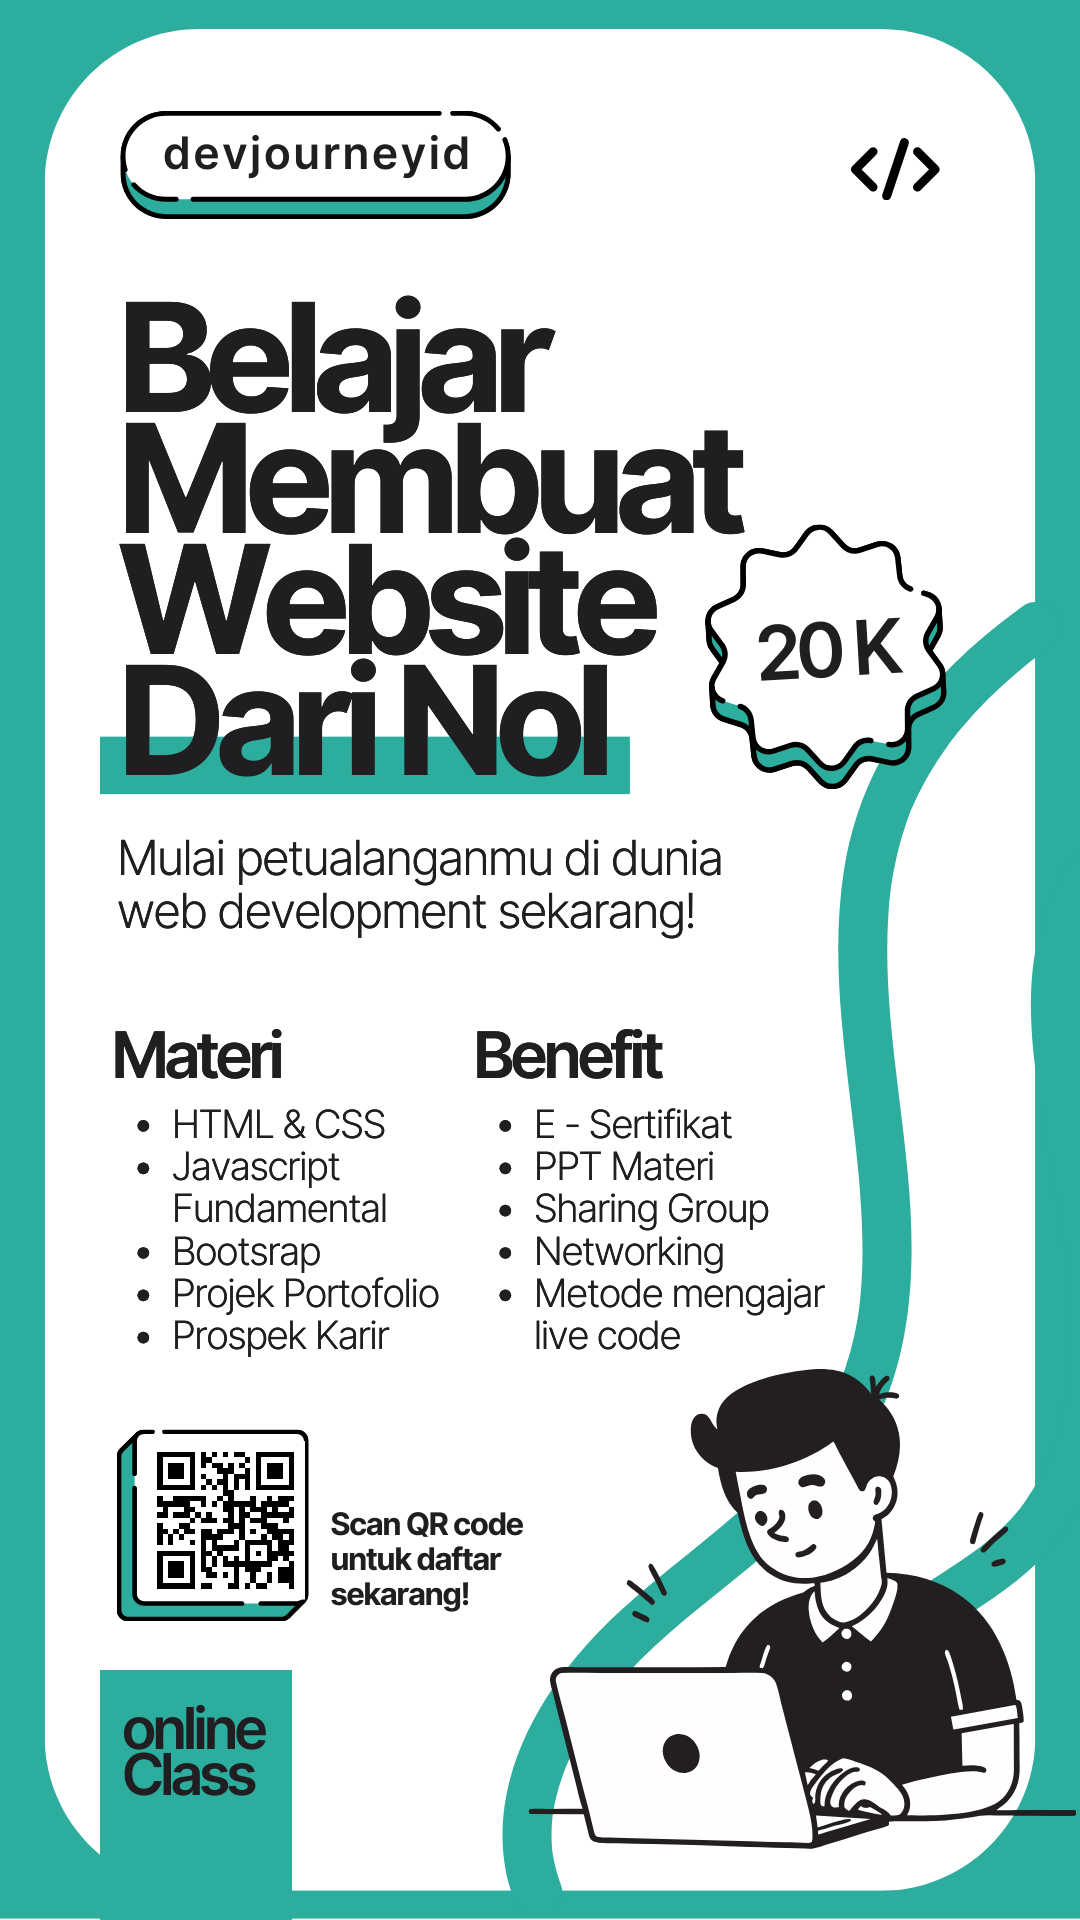 devjourneyid
</>
Belajar
Membuat
Website
Dari Nol
20 K
Mulai petualanganmu di dunia
web development sekarang!
Materi
• HTML & CSS
• Javascript
Fundamental
• Bootsrap
• Projek Portofolio
• Prospek Karir
Benefit
• E - Sertifikat
• PPT Materi
• Sharing Group
• Networking
• Metode mengajar
live code
Scan QR code
untuk daftar
sekarang!
online
Class